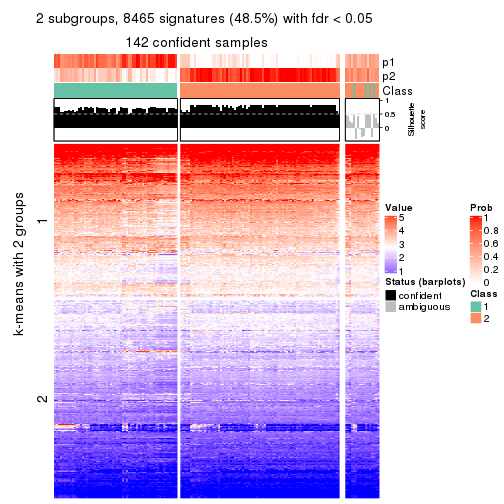 2 subgroups, 8465 signatures (48.5%) with fdr < 0.05
142 confident samples
p1
p2
Class
1
0.5
0
Silhouette
score
k-means with 2 groups
1
2
Value
5
4
3
2
1
Status (barplots)
confident
ambiguous
Prob
1
0.8
0.6
0.4
0.2
0
Class
1
2